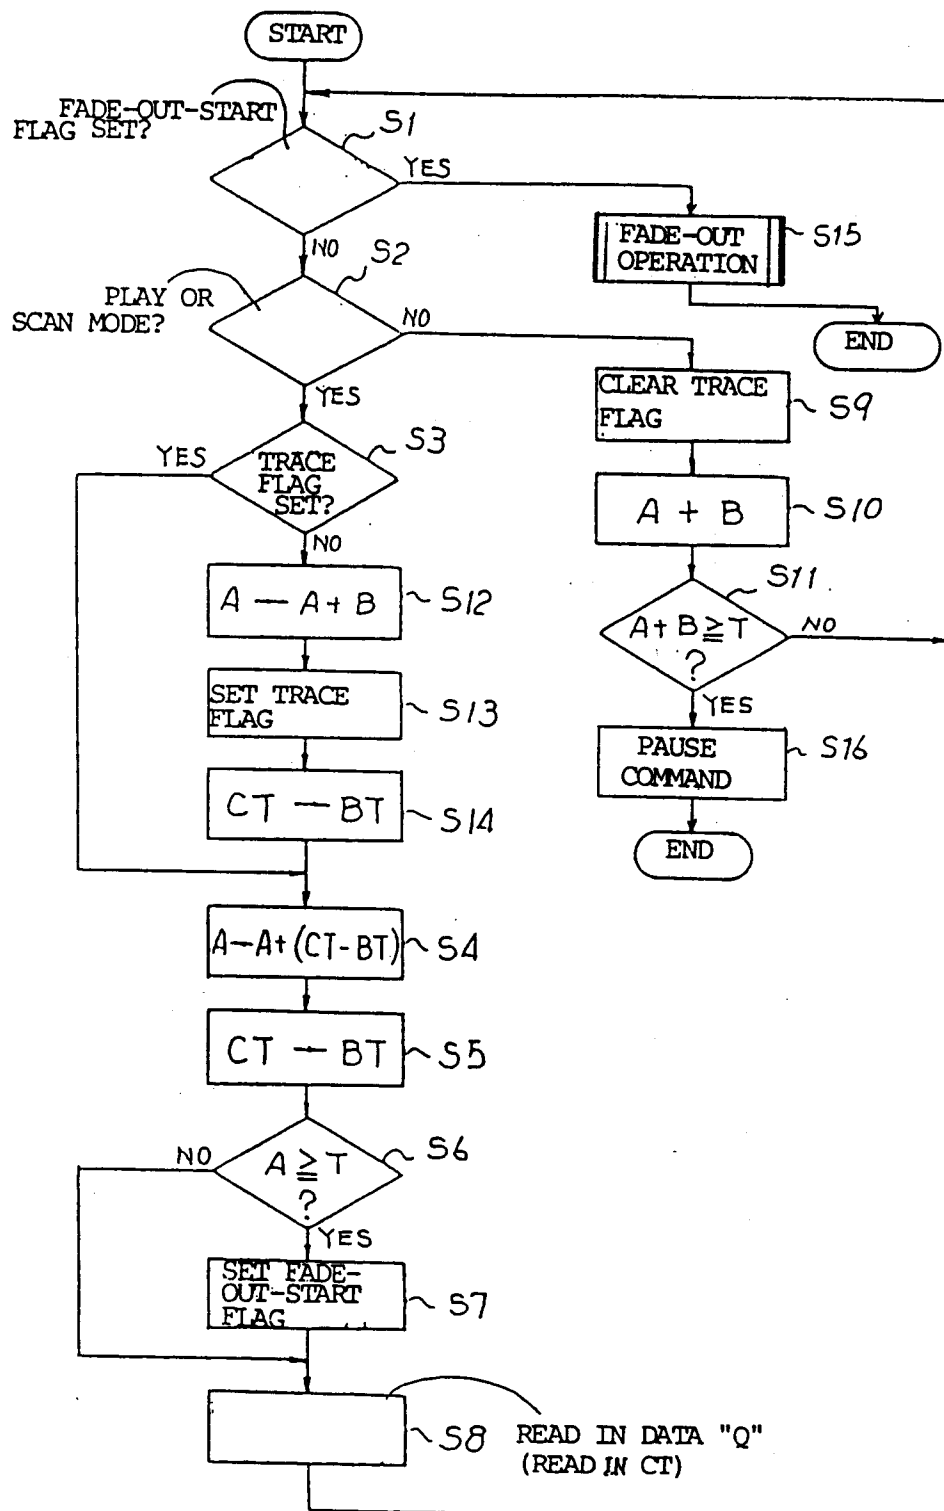 START
FADE-OUT-START
FLAG SET?
S1
YES
NO
FADE-OUT
OPERATION
S15
END
PLAY OR
SCAN MODE?
S2
NO
YES
CLEAR TRACE
FLAG
S9
TRACE
FLAG
SET?
S3
YES
NO
A + B
S10
A — A + B
S12
A + B ≧ T
?
S11
NO
YES
SET TRACE
FLAG
S13
PAUSE
COMMAND
S16
END
CT — BT
S14
A — A + (CT - BT)
S4
CT — BT
S5
A ≧ T
?
S6
NO
YES
SET FADE-
OUT-START
FLAG
S7
S8
READ IN DATA "Q"
(READ IN CT)